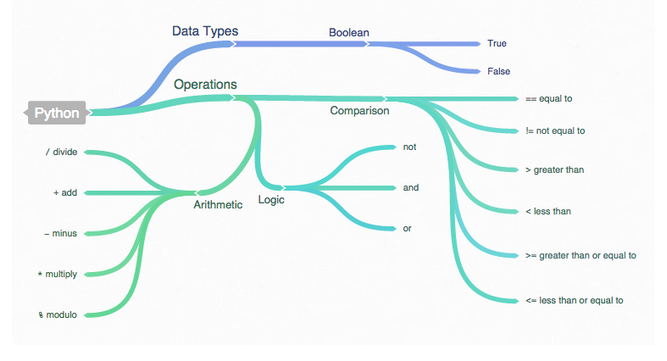 Python
Data Types
Boolean
True
False
Operations
Comparison
== equal to
!= not equal to
> greater than
< less than
>= greater than or equal to
<= less than or equal to
Logic
not
and
or
Arithmetic
/ divide
+ add
– minus
* multiply
% modulo